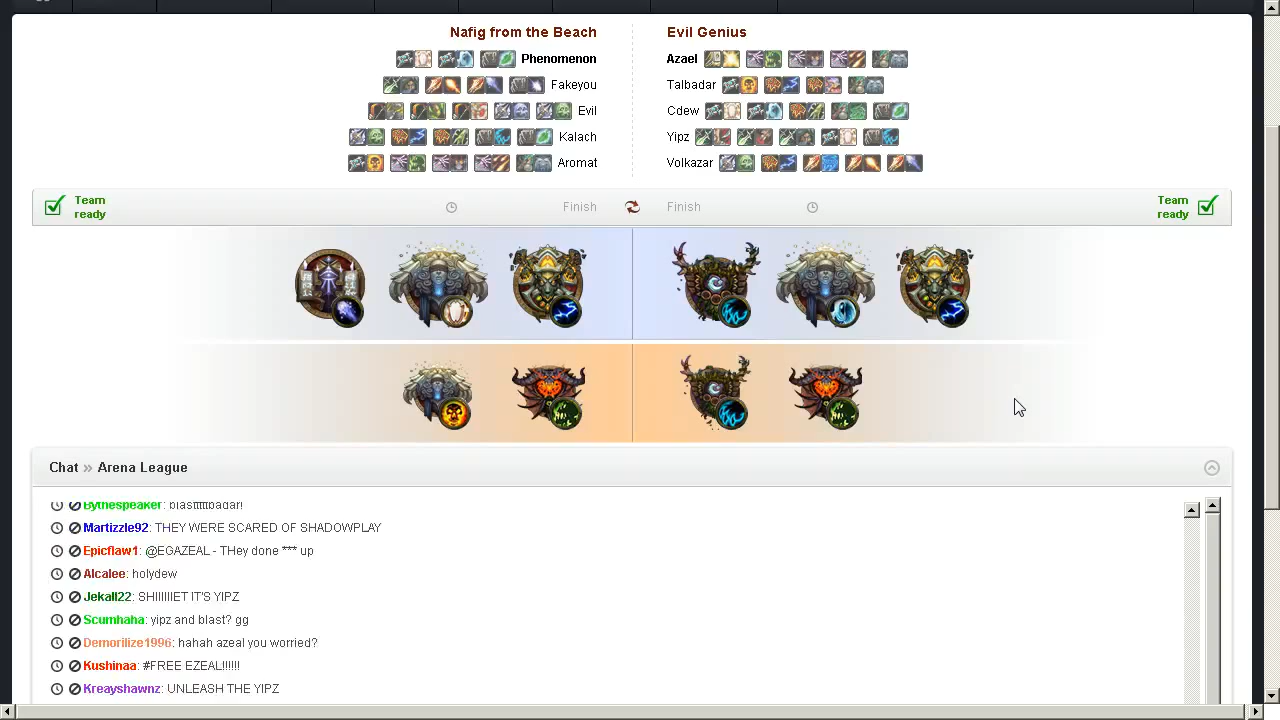 Nafig from the Beach
Evil Genius
Phenomenon
Azael
Fakeyou
Talbadar
Evil
Cdew
Kalach
Yipz
Aromat
Volkazar
Team ready
Finish
Finish
Team ready
Chat » Arena League
Bythespeaker: blastttttbadar!
Martizzle92: THEY WERE SCARED OF SHADOWPLAY
Epicflaw1: @EGAZEAL - THey done *** up
Alcalee: holydew
Jekall22: SHIIIIIIET IT'S YIPZ
Scumhaha: yipz and blast? gg
Demorilize1996: hahah azeal you worried?
Kushinaa: #FREE EZEAL!!!!!!
Kreayshawnz: UNLEASH THE YIPZ